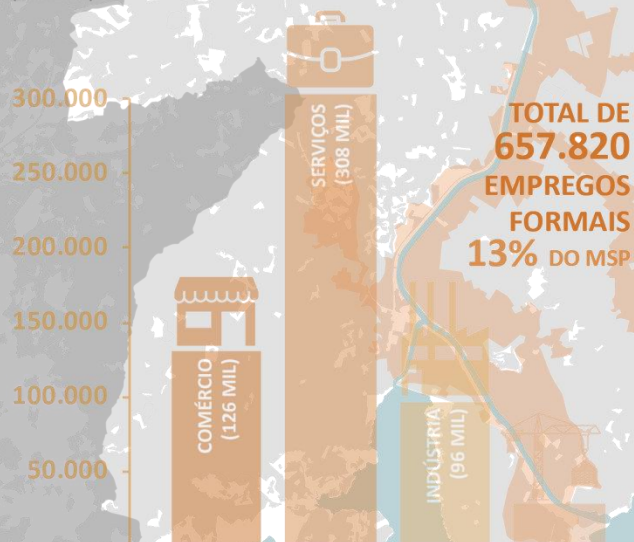 300.000
250.000
200.000
150.000
100.000
50.000
COMÉRCIO
(126 MIL)
SERVIÇOS
(308 MIL)
INDÚSTRIA
(96 MIL)
TOTAL DE
657.820
EMPREGOS
FORMAIS
13% DO MSP